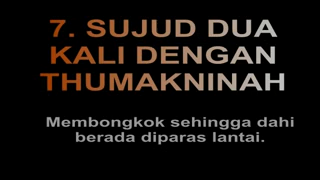 7. SUJUD DUA
KALI DENGAN
THUMAKNINAH
Membongkok sehingga dahi
berada diparas lantai.